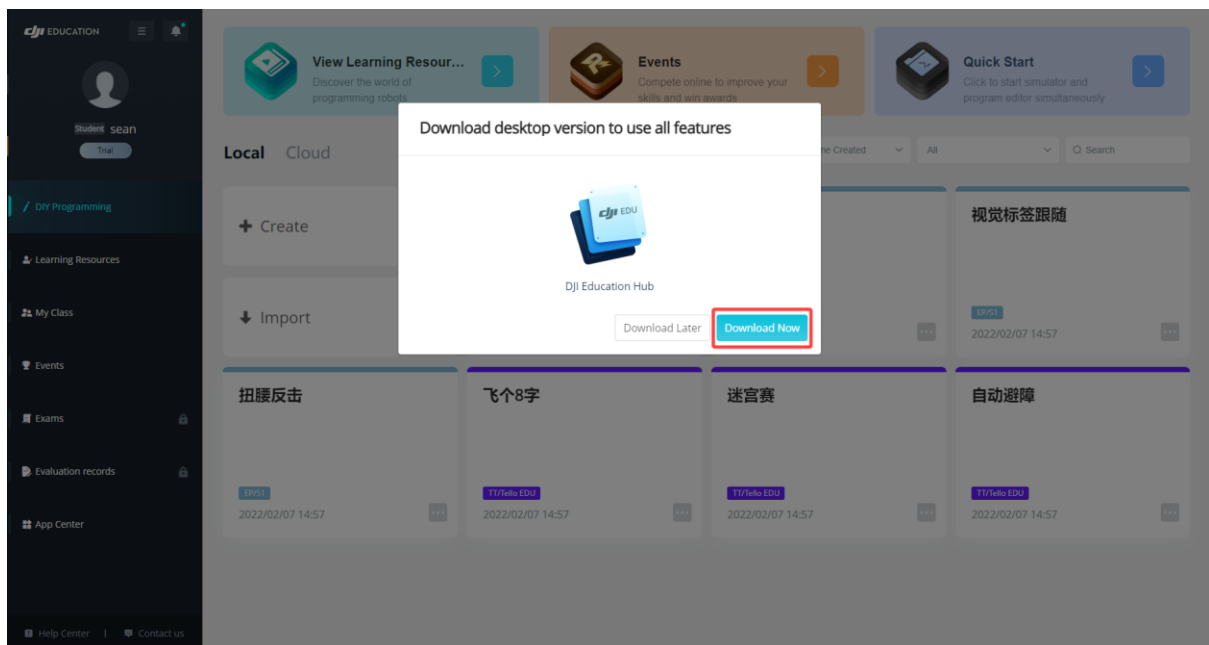 dji EDUCATION
Student sean
Trial
DIY Programming
Learning Resources
My Class
Events
Exams
Evaluation records
App Center
Help Center | Contact us
View Learning Resour...
Discover the world of
programming robots
Events
Compete online to improve your
skills and win awards
Quick Start
Click to start simulator and
program editor simultaneously
Local Cloud
ne Created
All
Search
Download desktop version to use all features
dji EDU
DJI Education Hub
Download Later
Download Now
Create
Import
视觉标签跟随
EP/S1
2022/02/07 14:57
扭腰反击
EP/S1
2022/02/07 14:57
飞个8字
TT/Tello EDU
2022/02/07 14:57
迷宫赛
TT/Tello EDU
2022/02/07 14:57
自动避障
TT/Tello EDU
2022/02/07 14:57